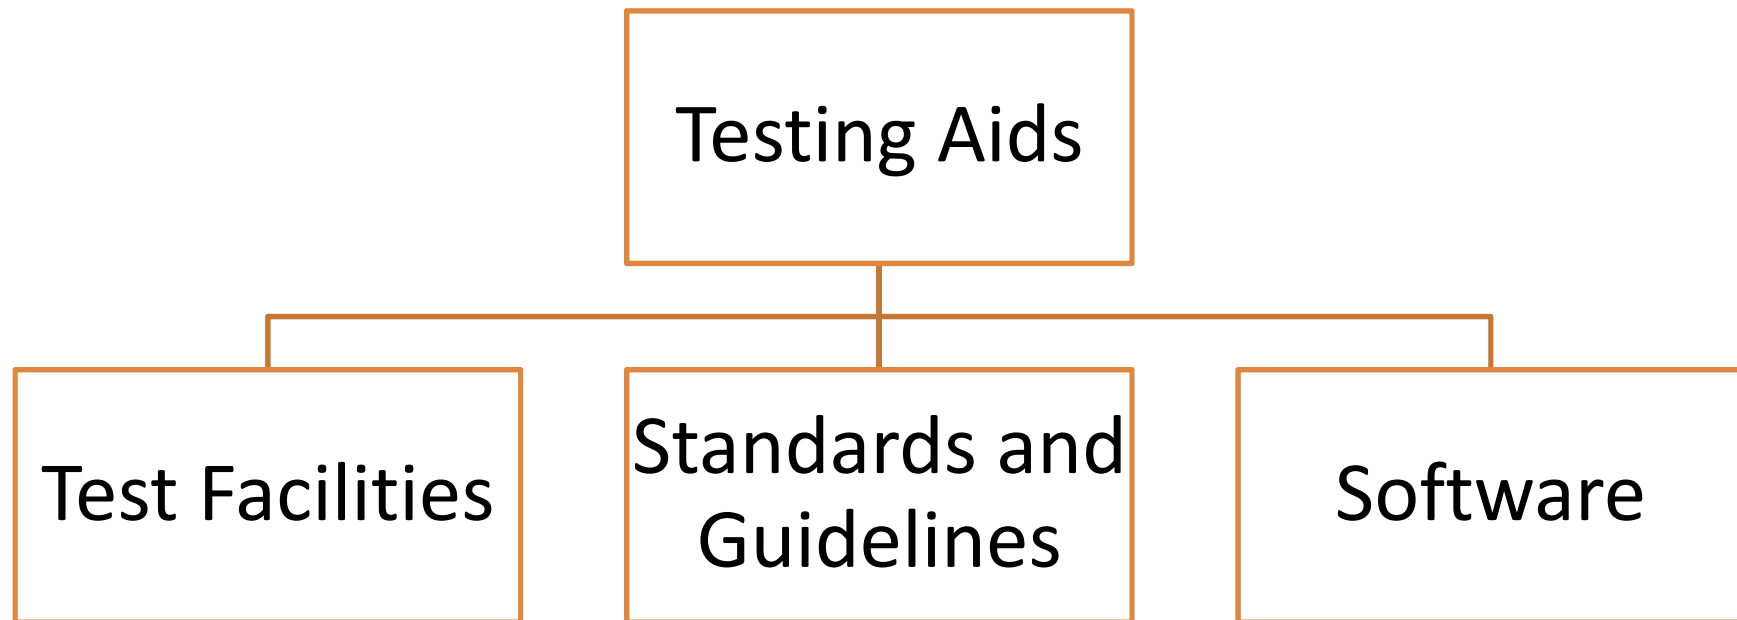 Testing Aids
Test Facilities
Standards and
Guidelines
Software